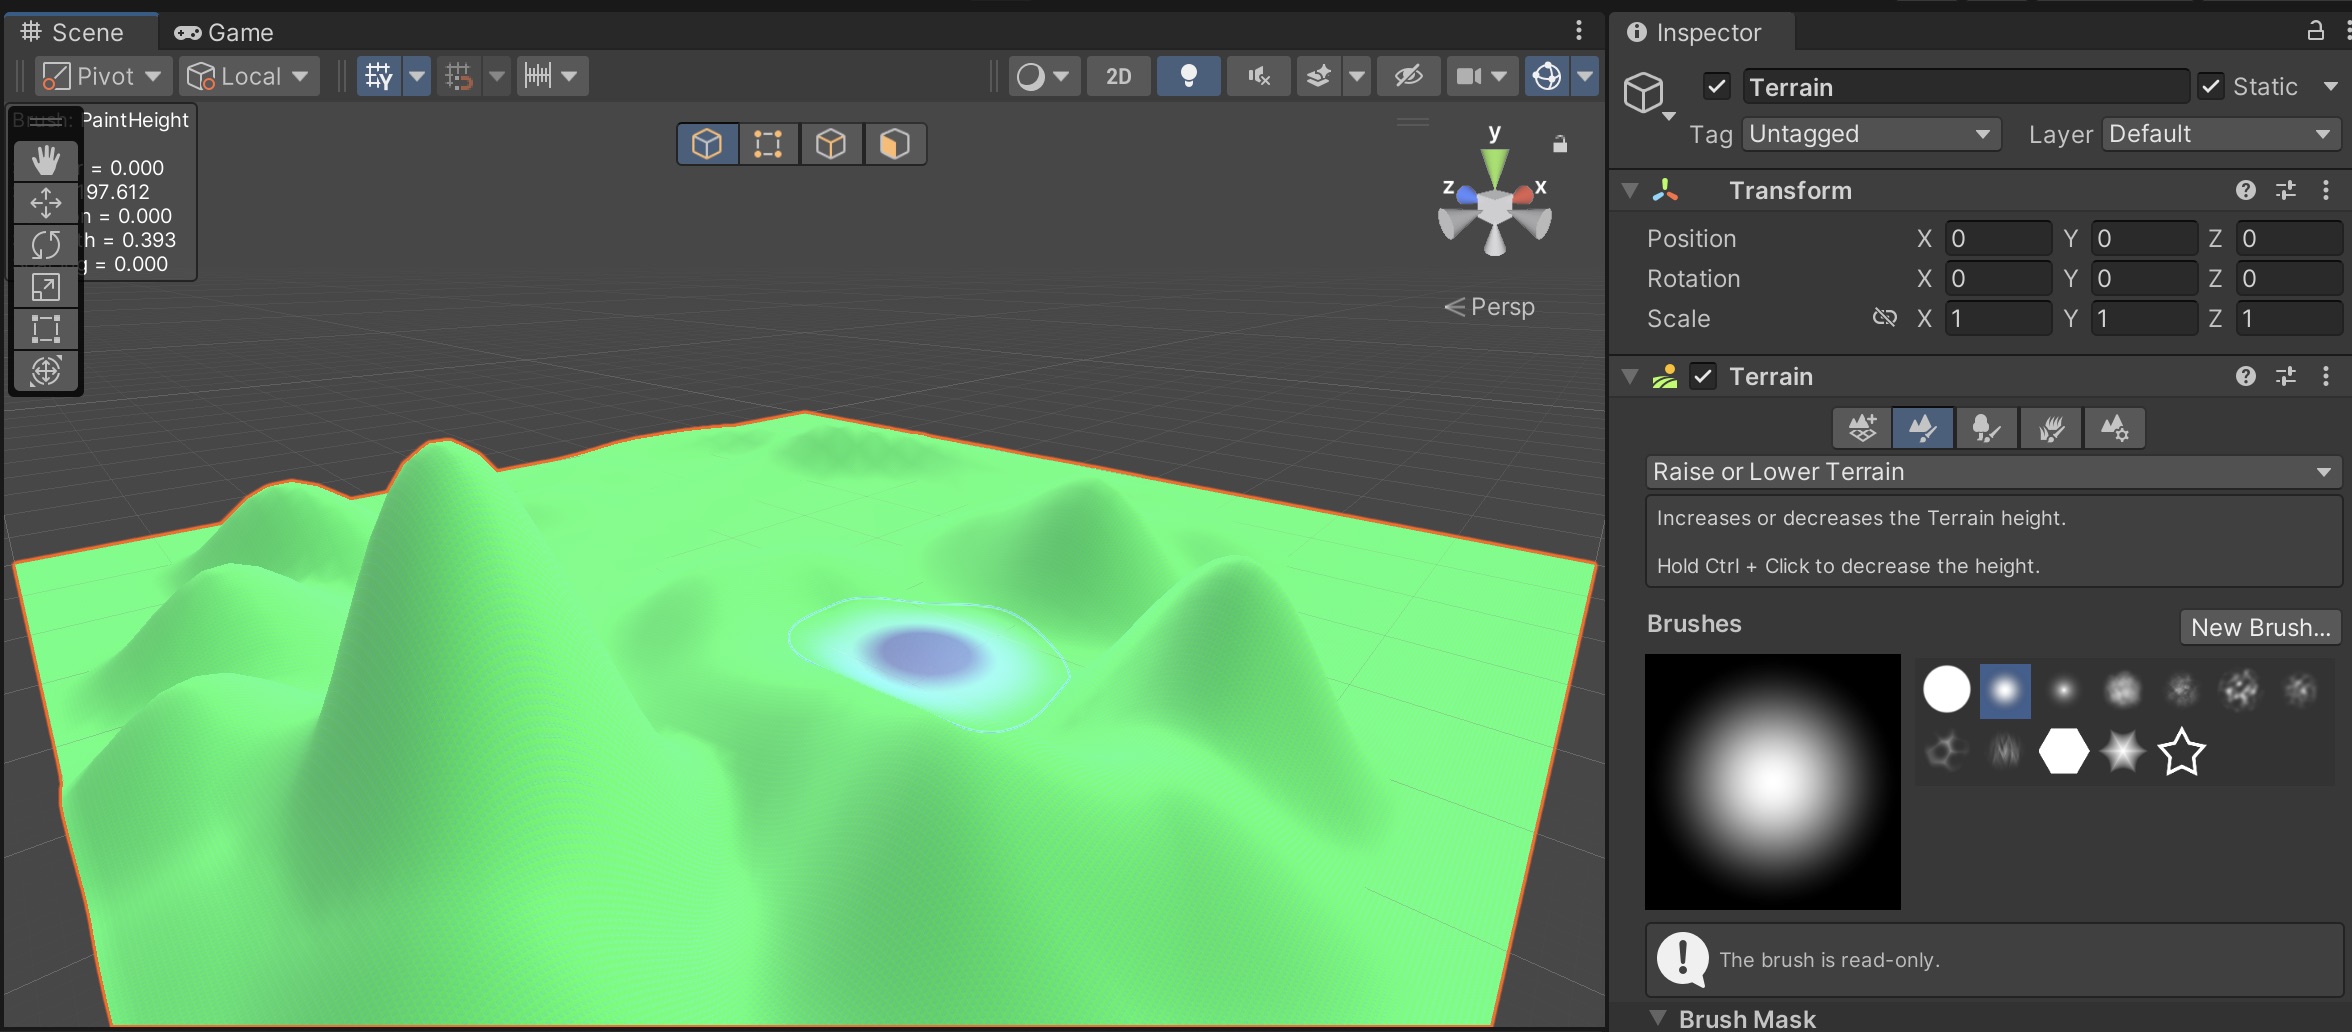 Scene
Game
Pivot
Local
2D
Brush: PaintHeight
= 0.000
197.612
n = 0.000
th = 0.393
g = 0.000
y
z
x
Persp
Inspector
Terrain
Static
Tag Untagged
Layer Default
Transform
Position X 0 Y 0 Z 0
Rotation X 0 Y 0 Z 0
Scale X 1 Y 1 Z 1
Terrain
Raise or Lower Terrain
Increases or decreases the Terrain height.
Hold Ctrl + Click to decrease the height.
Brushes
New Brush...
The brush is read-only.
Brush Mask